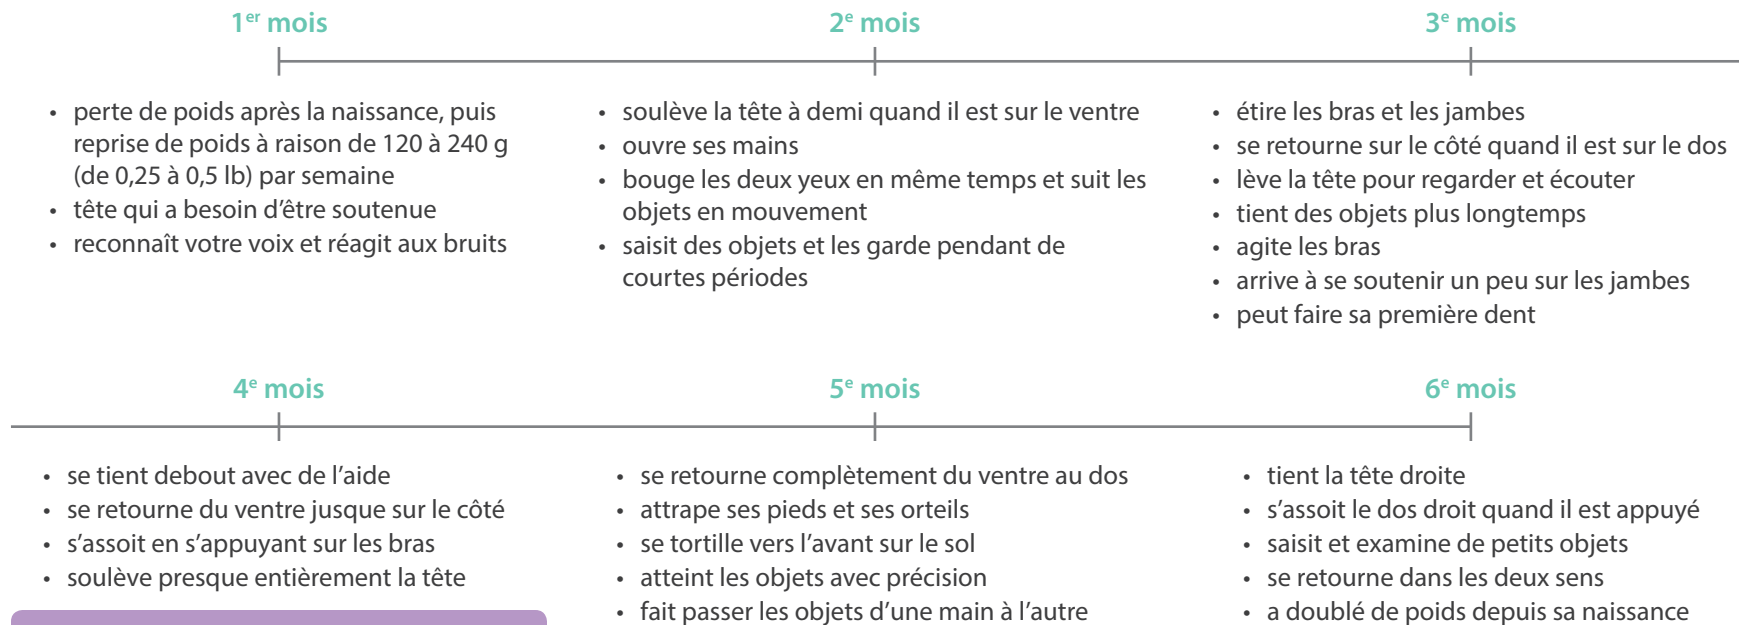 1er mois
2e mois
3e mois
• perte de poids après la naissance, puis
reprise de poids à raison de 120 à 240 g
(de 0,25 à 0,5 lb) par semaine
• tête qui a besoin d'être soutenue
• reconnaît votre voix et réagit aux bruits
• soulève la tête à demi quand il est sur le ventre
• ouvre ses mains
• bouge les deux yeux en même temps et suit les
objets en mouvement
• saisit des objets et les garde pendant de
courtes périodes
• étire les bras et les jambes
• se retourne sur le côté quand il est sur le dos
• lève la tête pour regarder et écouter
• tient des objets plus longtemps
• agite les bras
• arrive à se soutenir un peu sur les jambes
• peut faire sa première dent
4e mois
5e mois
6e mois
• se tient debout avec de l'aide
• se retourne du ventre jusque sur le côté
• s'assoit en s'appuyant sur les bras
• soulève presque entièrement la tête
• se retourne complètement du ventre au dos
• attrape ses pieds et ses orteils
• se tortille vers l'avant sur le sol
• atteint les objets avec précision
• fait passer les objets d'une main à l'autre
• tient la tête droite
• s'assoit le dos droit quand il est appuyé
• saisit et examine de petits objets
• se retourne dans les deux sens
• a doublé de poids depuis sa naissance